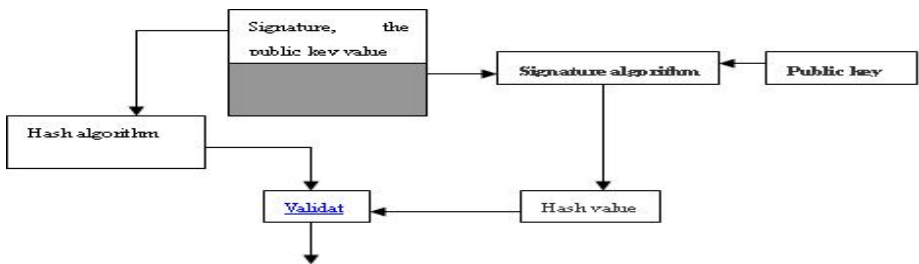 Signature, the
public key value
Signature algorithm
Public key
Hash algorithm
Validat
Hash value